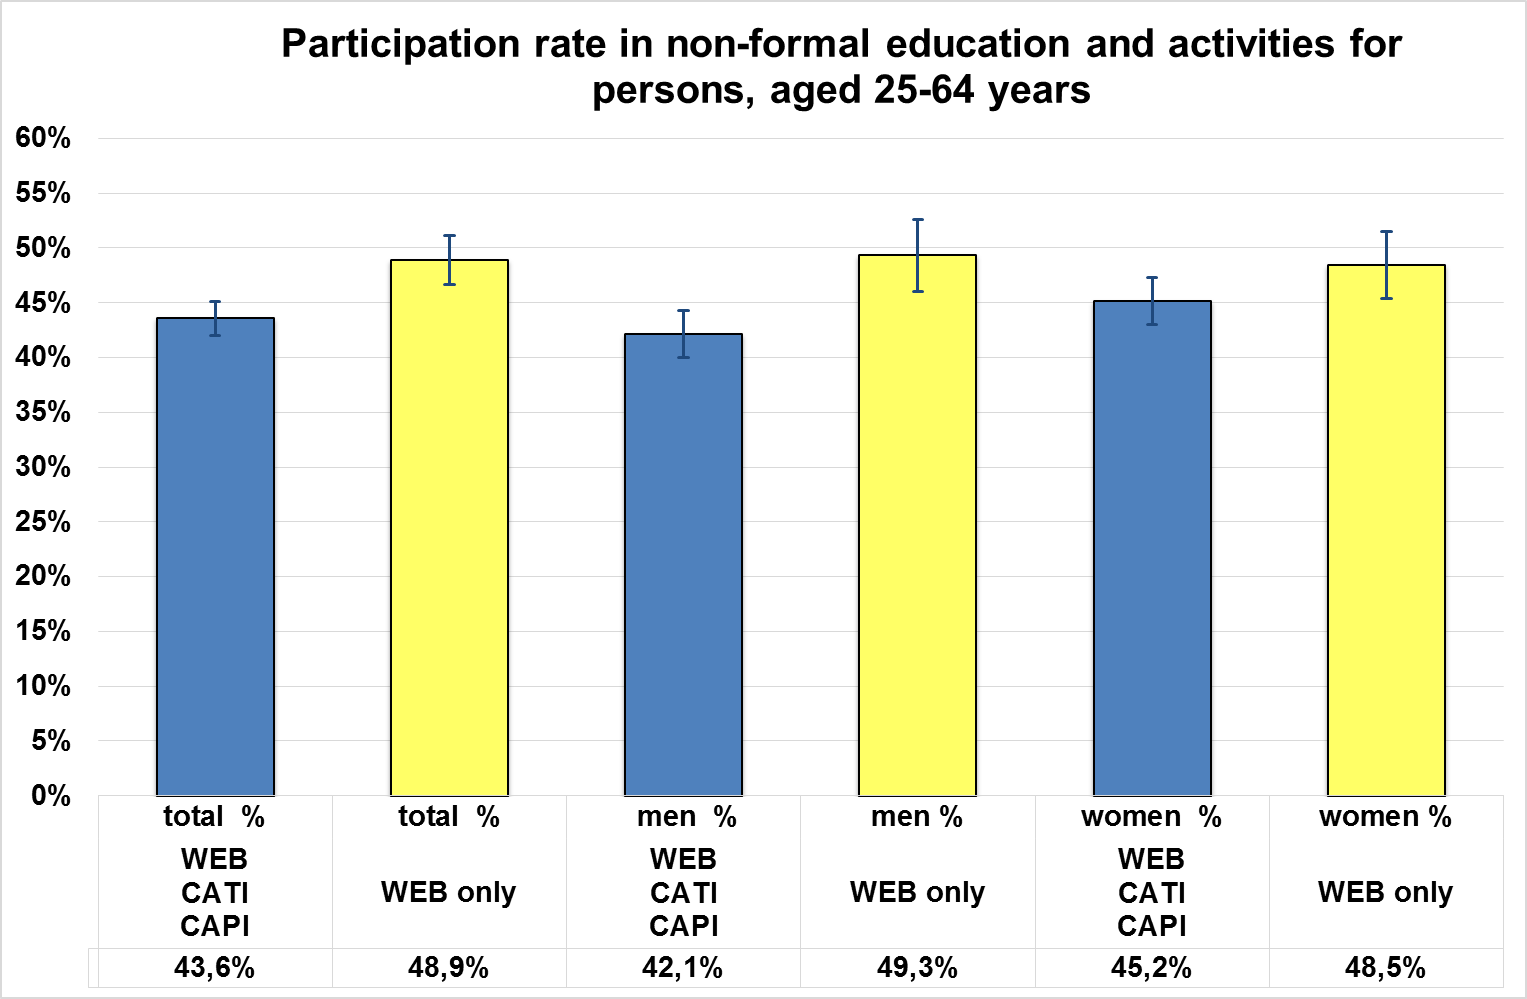 Participation rate in non-formal education and activities for
persons, aged 25-64 years
60%
55%
50%
45%
40%
35%
30%
25%
20%
15%
10%
5%
0%
total % total % men % men % women % women %
WEB WEB WEB
CATI WEB only CATI WEB only CATI WEB only
CAPI CAPI CAPI
43,6% 48,9% 42,1% 49,3% 45,2% 48,5%